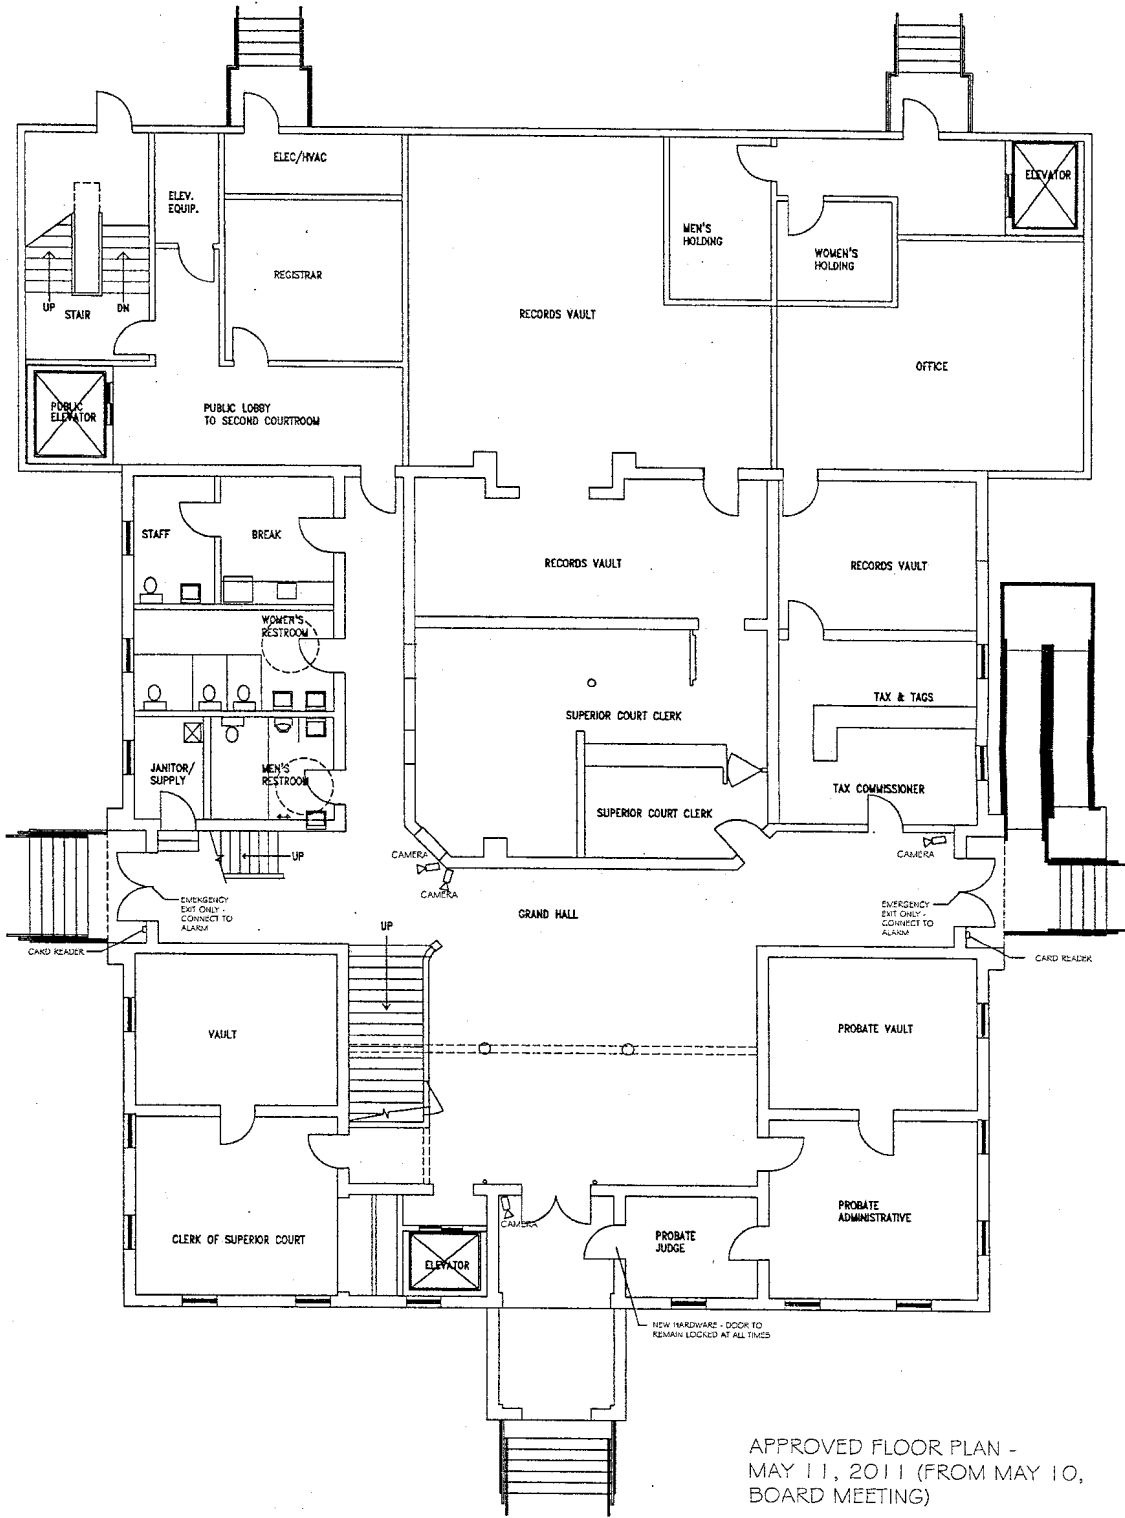 ELEC/HVAC
ELEVATOR
ELEV.
EQUIP.
MEN'S
HOLDING
WOMEN'S
HOLDING
REGISTRAR
UP
DN
STAIR
RECORDS VAULT
OFFICE
PUBLIC
ELEVATOR
PUBLIC LOBBY
TO SECOND COURTROOM
STAFF
BREAK
RECORDS VAULT
RECORDS VAULT
WOMEN'S
RESTROOM
TAX & TAGS
SUPERIOR COURT CLERK
JANITOR/
SUPPLY
MEN'S
RESTROOM
TAX COMMISSIONER
SUPERIOR COURT CLERK
UP
CAMERA
CAMERA
CAMERA
EMERGENCY
EXIT ONLY -
CONNECT TO
ALARM
GRAND HALL
EMERGENCY
EXIT ONLY -
CONNECT TO
ALARM
UP
CARD READER
CARD READER
VAULT
PROBATE VAULT
CLERK OF SUPERIOR COURT
CAMERA
PROBATE
ADMINISTRATIVE
PROBATE
JUDGE
ELEVATOR
NEW HARDWARE - DOOR TO
REMAIN LOCKED AT ALL TIMES
APPROVED FLOOR PLAN -
MAY 11, 2011 (FROM MAY 10,
BOARD MEETING)